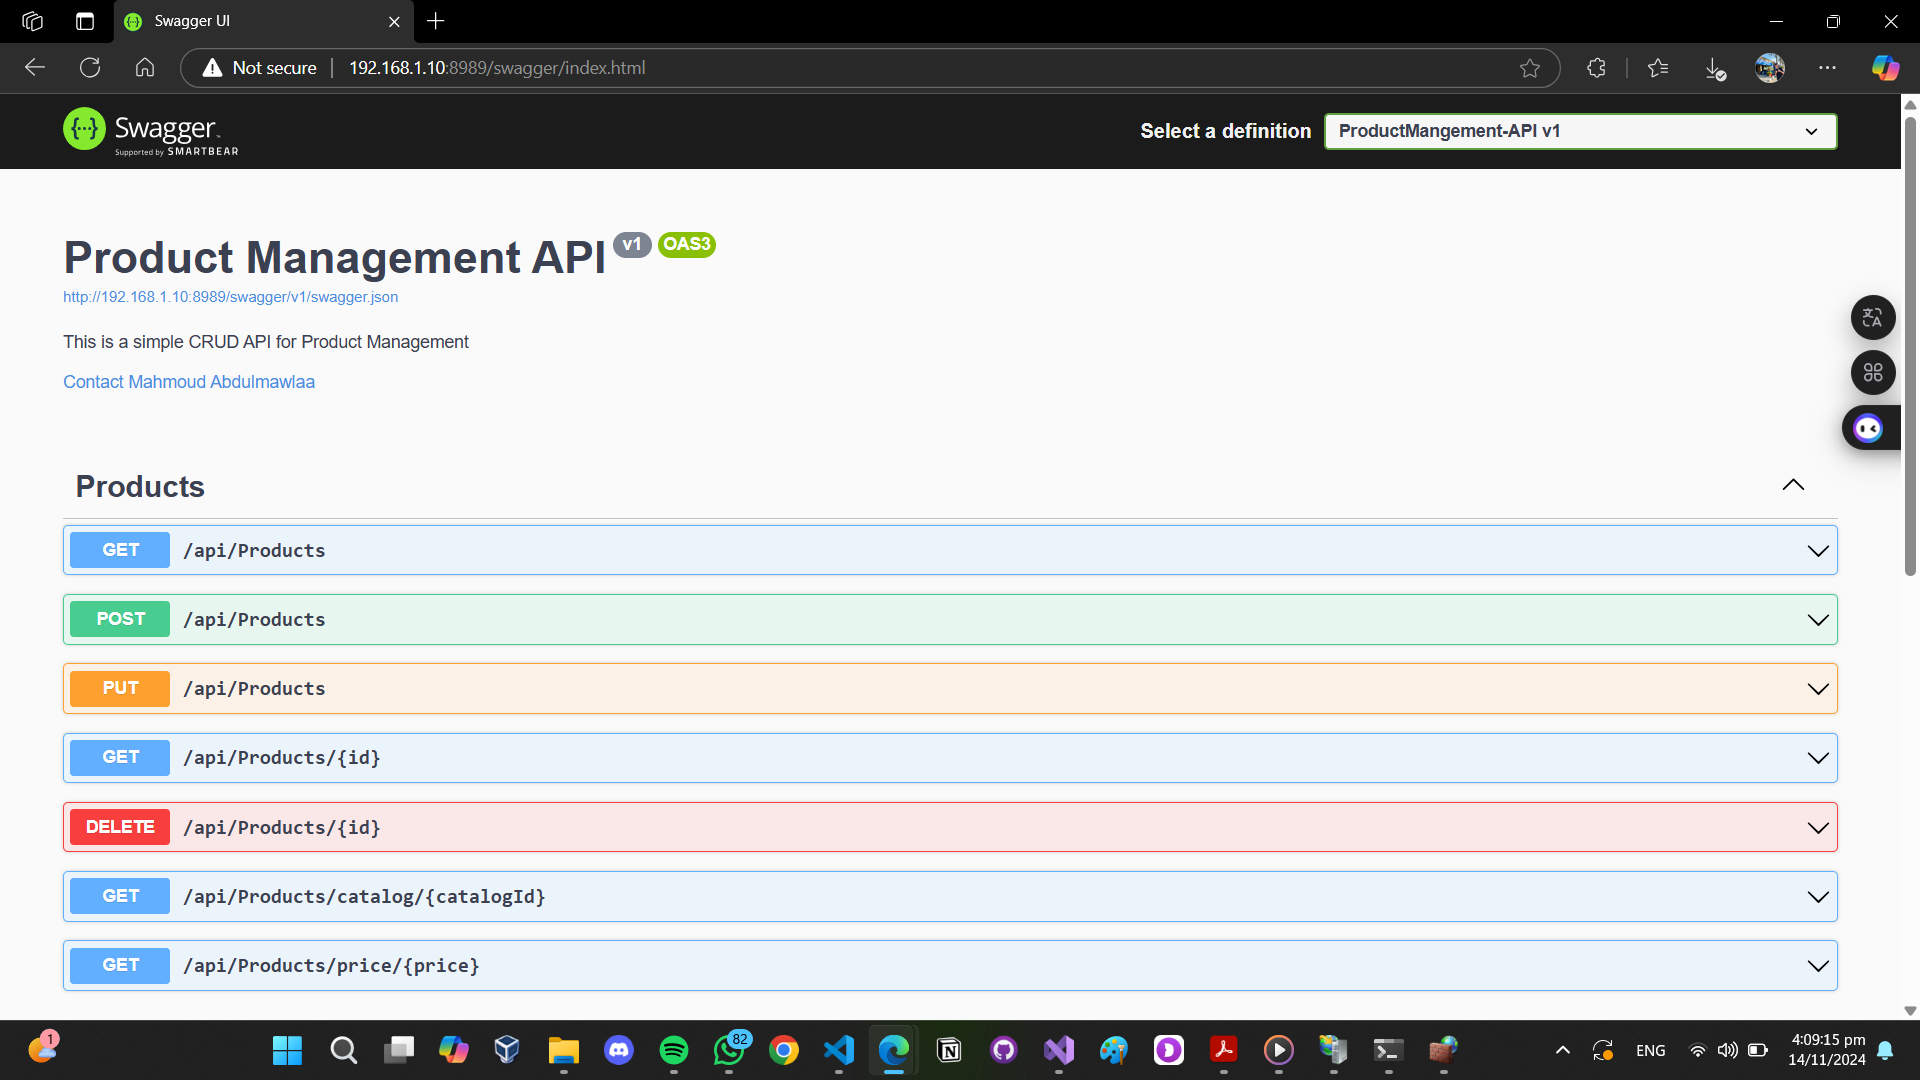 Swagger UI
Not secure
192.168.1.10:8989/swagger/index.html
Swagger
Supported by SMARTBEAR
Select a definition
ProductMangement-API v1
Product Management API v1 OAS3
http://192.168.1.10:8989/swagger/v1/swagger.json
This is a simple CRUD API for Product Management
Contact Mahmoud Abdulmawlaa
Products
GET /api/Products
POST /api/Products
PUT /api/Products
GET /api/Products/{id}
DELETE /api/Products/{id}
GET /api/Products/catalog/{catalogId}
GET /api/Products/price/{price}
1
82
ENG
4:09:15 pm
14/11/2024